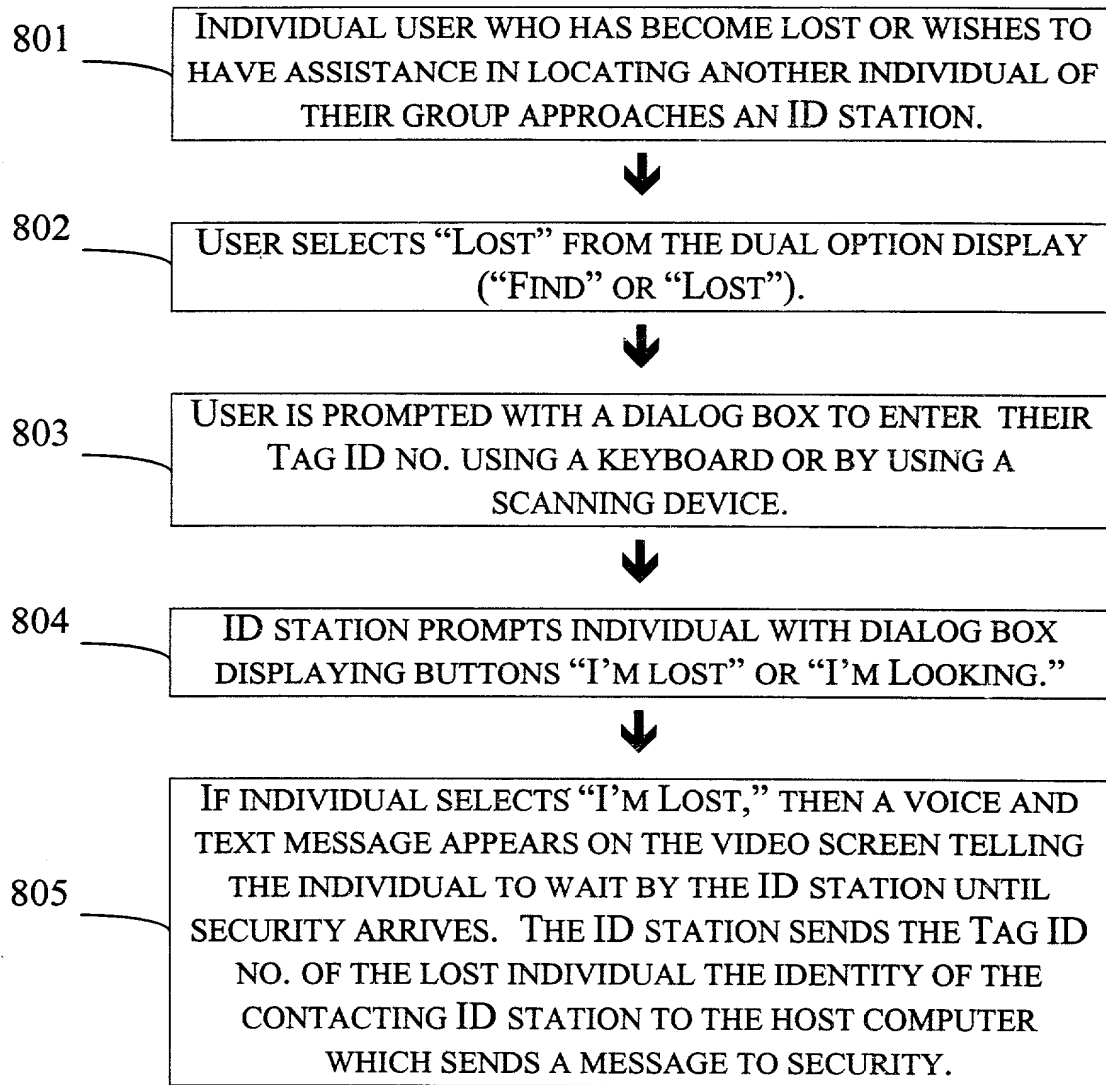 801
INDIVIDUAL USER WHO HAS BECOME LOST OR WISHES TO
HAVE ASSISTANCE IN LOCATING ANOTHER INDIVIDUAL OF
THEIR GROUP APPROACHES AN ID STATION.
802
USER SELECTS “LOST” FROM THE DUAL OPTION DISPLAY
(“FIND” OR “LOST”).
803
USER IS PROMPTED WITH A DIALOG BOX TO ENTER THEIR
TAG ID NO. USING A KEYBOARD OR BY USING A
SCANNING DEVICE.
804
ID STATION PROMPTS INDIVIDUAL WITH DIALOG BOX
DISPLAYING BUTTONS “I’M LOST” OR “I’M LOOKING.”
805
IF INDIVIDUAL SELECTS “I’M LOST,” THEN A VOICE AND
TEXT MESSAGE APPEARS ON THE VIDEO SCREEN TELLING
THE INDIVIDUAL TO WAIT BY THE ID STATION UNTIL
SECURITY ARRIVES. THE ID STATION SENDS THE TAG ID
NO. OF THE LOST INDIVIDUAL THE IDENTITY OF THE
CONTACTING ID STATION TO THE HOST COMPUTER
WHICH SENDS A MESSAGE TO SECURITY.